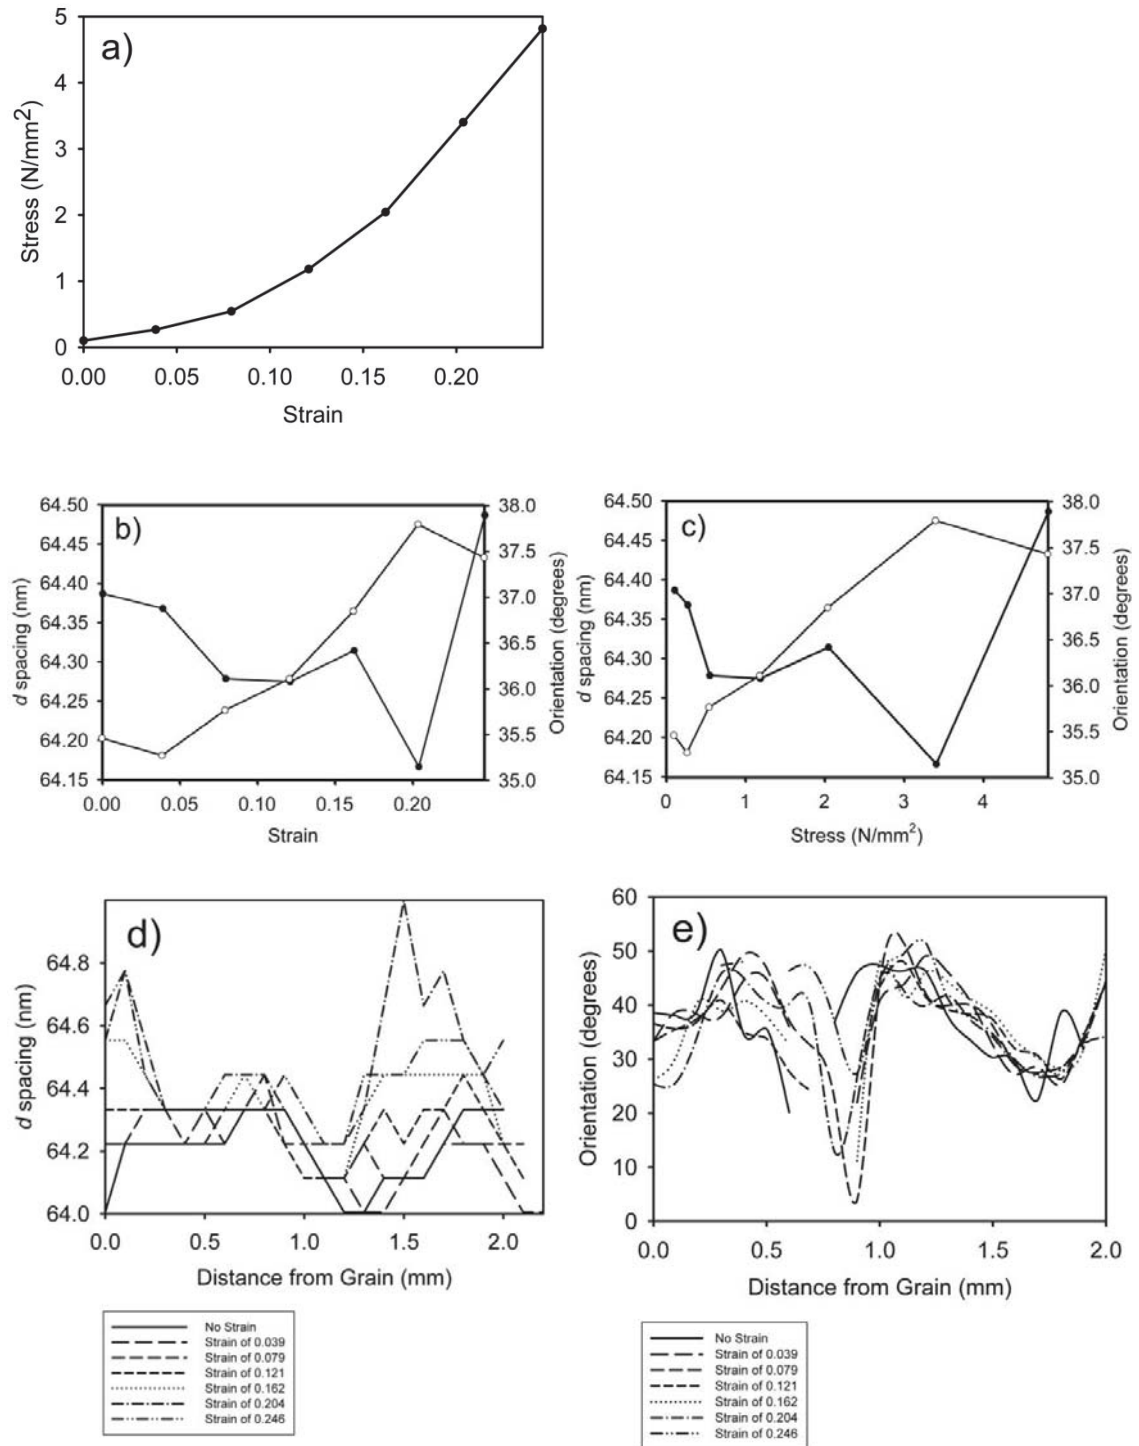 a)
5
4
3
2
1
0
Stress (N/mm²)
0.00 0.05 0.10 0.15 0.20
Strain
b)
64.50
64.45
64.40
64.35
64.30
64.25
64.20
64.15
d spacing (nm)
38.0
37.5
37.0
36.5
36.0
35.5
35.0
Orientation (degrees)
0.00 0.05 0.10 0.15 0.20
Strain
c)
64.50
64.45
64.40
64.35
64.30
64.25
64.20
64.15
d spacing (nm)
38.0
37.5
37.0
36.5
36.0
35.5
35.0
Orientation (degrees)
0 1 2 3 4
Stress (N/mm²)
d)
64.8
64.6
64.4
64.2
64.0
d spacing (nm)
0.0 0.5 1.0 1.5 2.0
Distance from Grain (mm)
No Strain
Strain of 0.039
Strain of 0.079
Strain of 0.121
Strain of 0.162
Strain of 0.204
Strain of 0.246
e)
60
50
40
30
20
10
0
Orientation (degrees)
0.0 0.5 1.0 1.5 2.0
Distance from Grain (mm)
No Strain
Strain of 0.039
Strain of 0.079
Strain of 0.121
Strain of 0.162
Strain of 0.204
Strain of 0.246